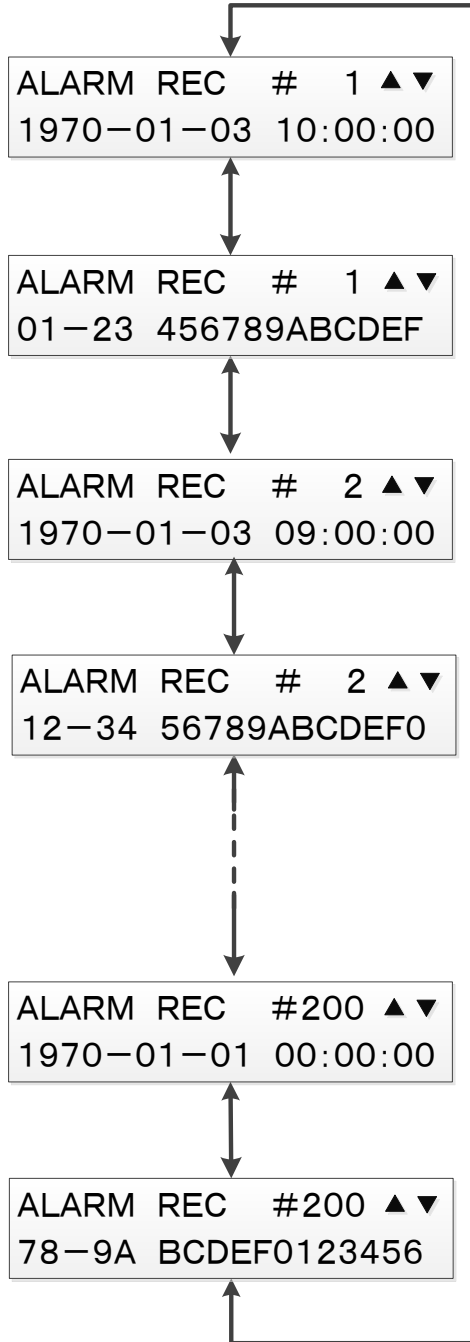 ALARM REC # 1 ▲ ▼
1970-01-03 10:00:00
ALARM REC # 1 ▲ ▼
01-23 456789ABCDEF
ALARM REC # 2 ▲ ▼
1970-01-03 09:00:00
ALARM REC # 2 ▲ ▼
12-34 56789ABCDEF0
ALARM REC #200 ▲ ▼
1970-01-01 00:00:00
ALARM REC #200 ▲ ▼
78-9A BCDEF0123456